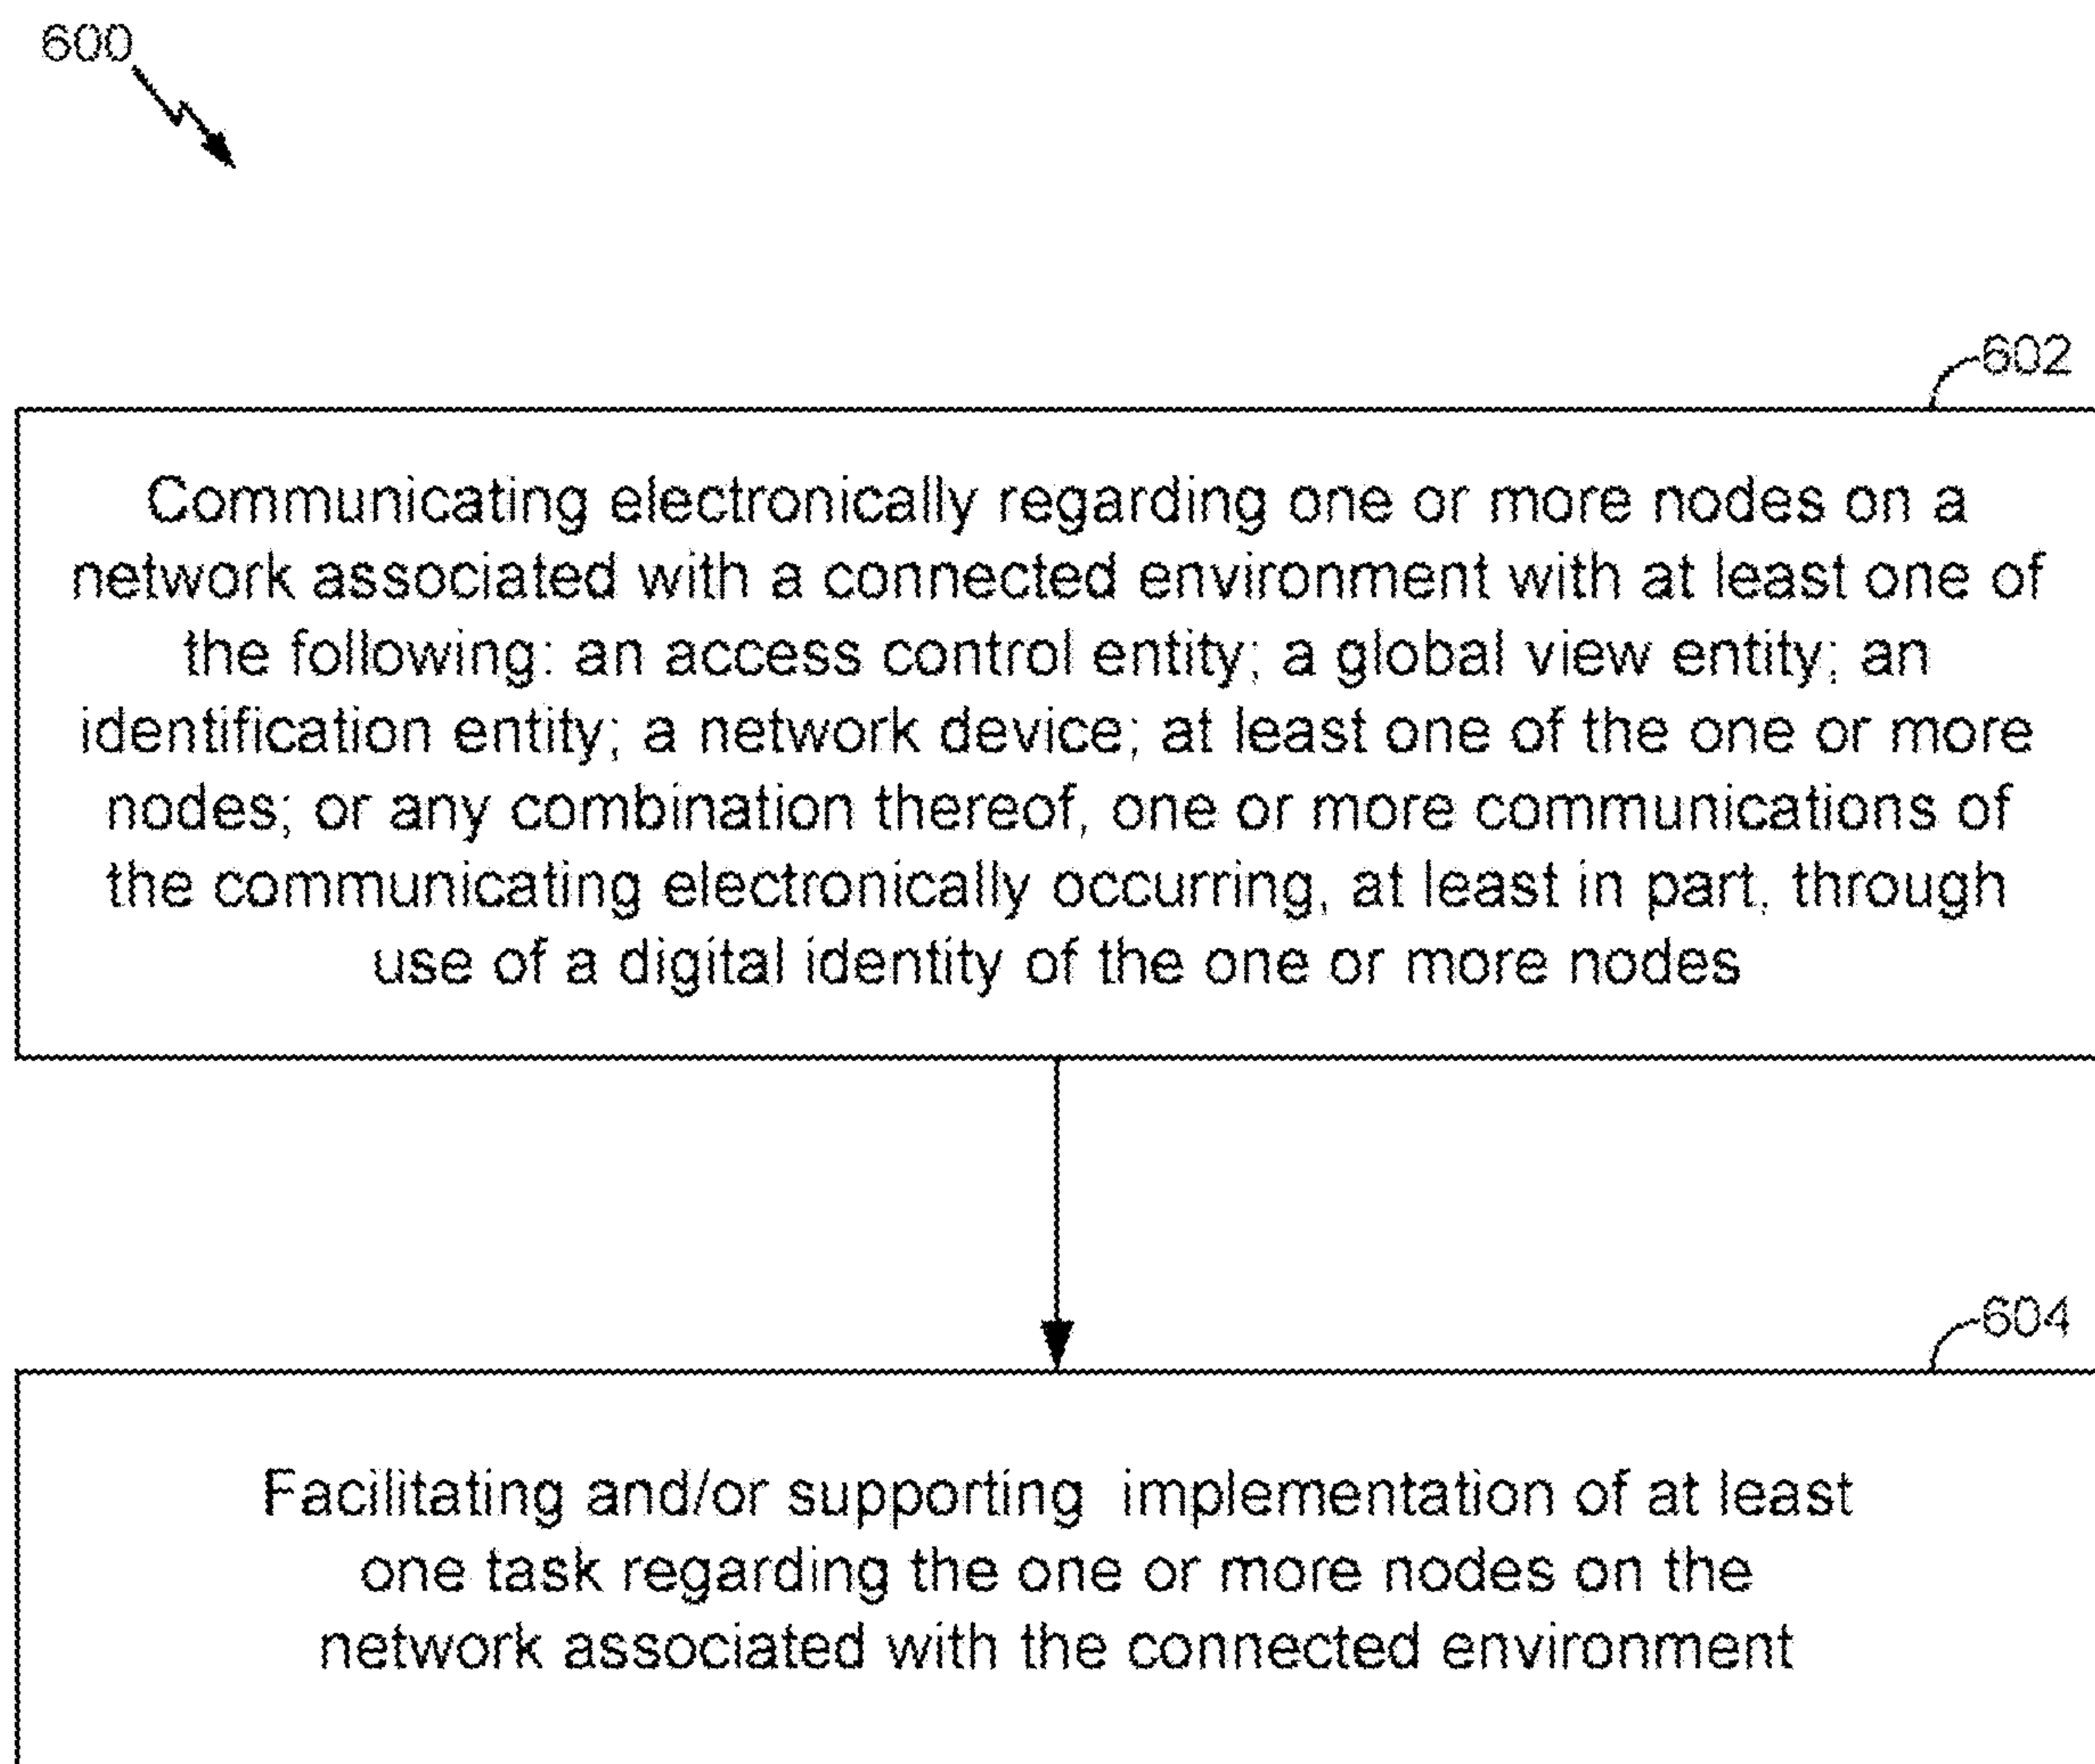 600
602
Communicating electronically regarding one or more nodes on a
network associated with a connected environment with at least one of
the following: an access control entity; a global view entity; an
identification entity; a network device; at least one of the one or more
nodes; or any combination thereof, one or more communications of
the communicating electronically occurring, at least in part, through
use of a digital identity of the one or more nodes
604
Facilitating and/or supporting implementation of at least
one task regarding the one or more nodes on the
network associated with the connected environment